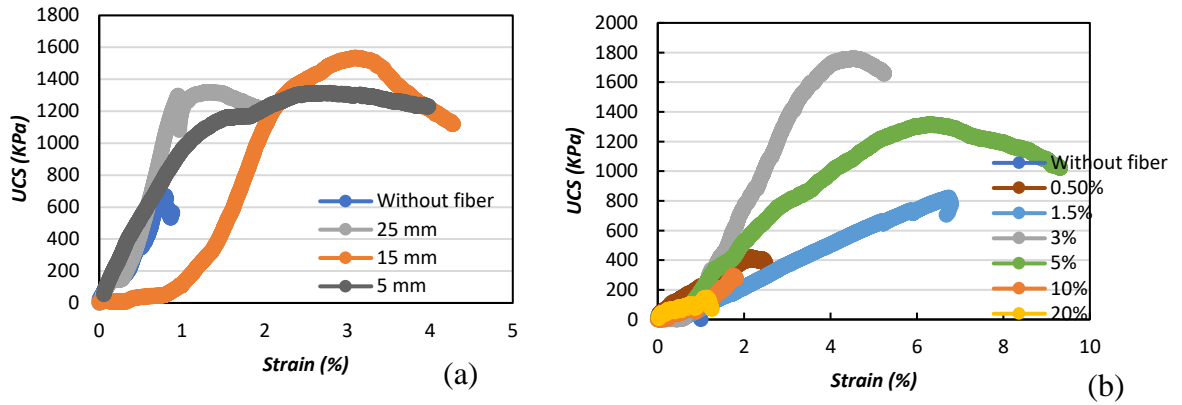 1800
1600
1400
1200
1000
800
600
400
200
0
UCS (KPa)
0 1 2 3 4 5
Strain (%)
Without fiber
25 mm
15 mm
5 mm
(a)
2000
1800
1600
1400
1200
1000
800
600
400
200
0
UCS (KPa)
0 2 4 6 8 10
Strain (%)
Without fiber
0.50%
1.5%
3%
5%
10%
20%
(b)